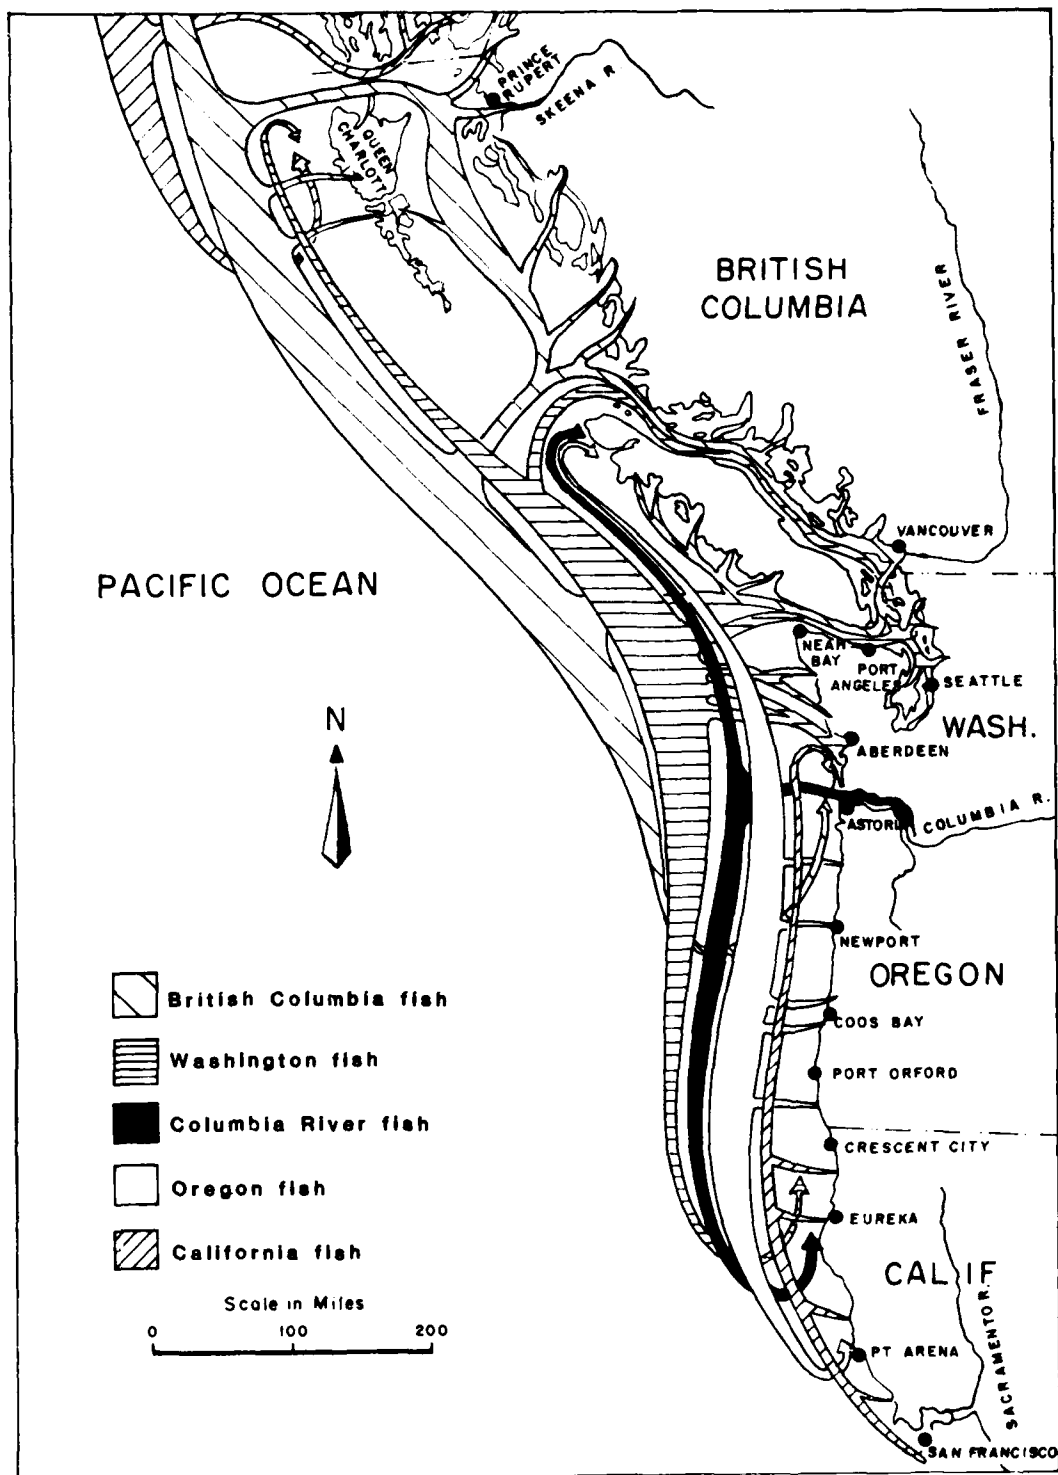 PRINCE
RUPERT
SKEENA R.
QUEEN
CHARLOTT
BRITISH
COLUMBIA
FRASER RIVER
VANCOUVER
PACIFIC OCEAN
NEAH
BAY
PORT
ANGELES
SEATTLE
WASH.
N
ABERDEEN
COLUMBIA R.
ASTORIA
NEWPORT
OREGON
British Columbia fish
COOS BAY
Washington fish
PORT ORFORD
Columbia River fish
CRESCENT CITY
Oregon fish
EUREKA
California fish
CALIF
SACRAMENTO R.
Scale in Miles
0 100 200
PT ARENA
SAN FRANCISCO